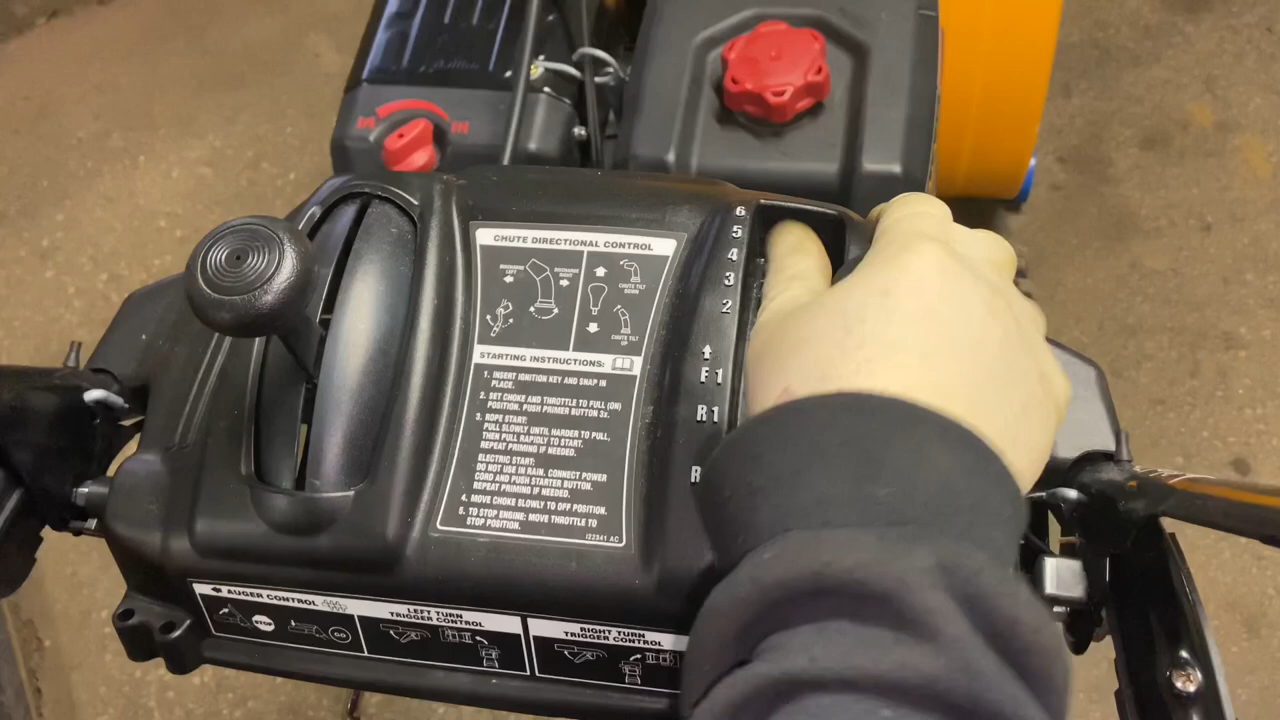 6
5
4
3
2
F 1
R1
R
CHUTE DIRECTIONAL CONTROL
DISCHARGE
LEFT
DISCHARGE
RIGHT
CHUTE TILT
DOWN
CHUTE TILT
UP
STARTING INSTRUCTIONS:
1. INSERT IGNITION KEY AND SNAP IN
PLACE.
2. SET CHOKE AND THROTTLE TO FULL (ON)
POSITION. PUSH PRIMER BUTTON 3x.
3. ROPE START:
PULL SLOWLY UNTIL HARDER TO PULL,
THEN PULL RAPIDLY TO START.
REPEAT PRIMING IF NEEDED.
ELECTRIC START:
DO NOT USE IN RAIN. CONNECT POWER
CORD AND PUSH STARTER BUTTON.
REPEAT PRIMING IF NEEDED.
4. MOVE CHOKE SLOWLY TO OFF POSITION.
5. TO STOP ENGINE: MOVE THROTTLE TO
STOP POSITION.
122341 AC
AUGER CONTROL
STOP
GO
LEFT TURN
TRIGGER CONTROL
RIGHT TURN
TRIGGER CONTROL